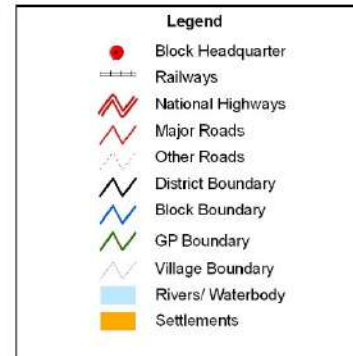 Legend
Block Headquarter
Railways
National Highways
Major Roads
Other Roads
District Boundary
Block Boundary
GP Boundary
Village Boundary
Rivers/ Waterbody
Settlements